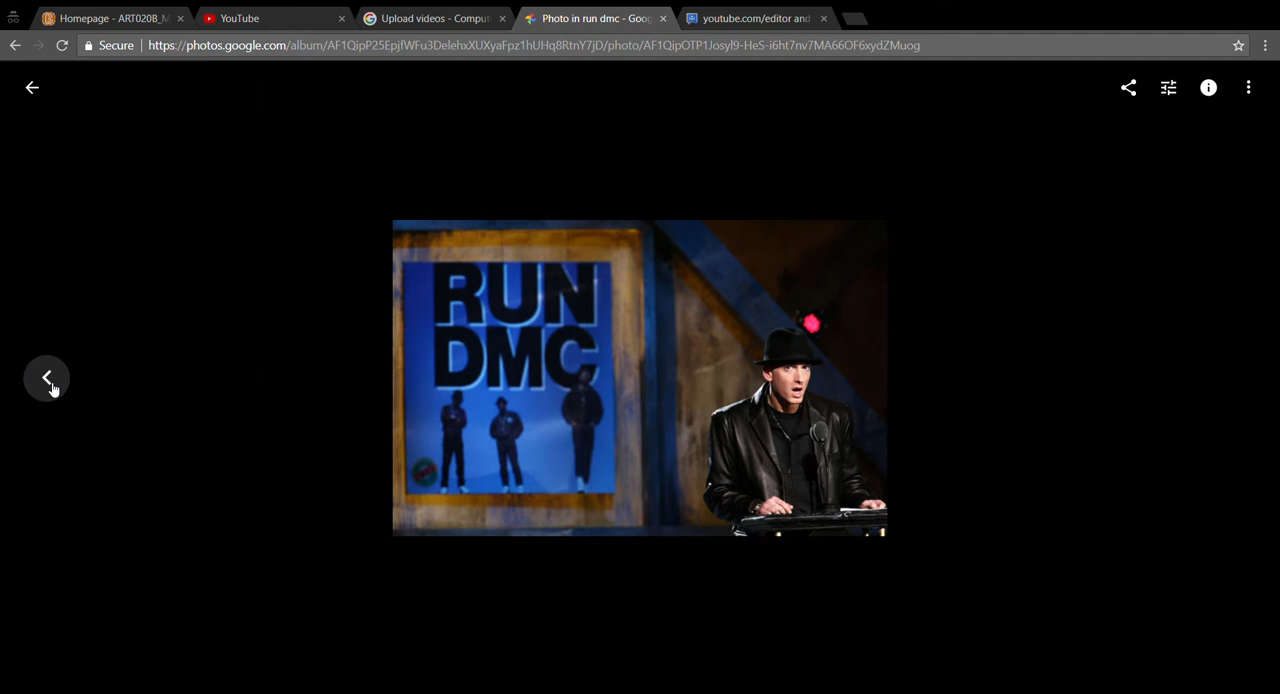 Homepage - ART020B_M
YouTube
Upload videos - Comput
Photo in run dmc - Goog
youtube.com/editor and
Secure
https://photos.google.com/album/AF1QipP25EpjfWFu3DelehxXUXyaFpz1hUHq8RtnY7jD/photo/AF1QipOTP1Josyl9-HeS-i6ht7nv7MA66OF6xydZMuog
RUN
DMC